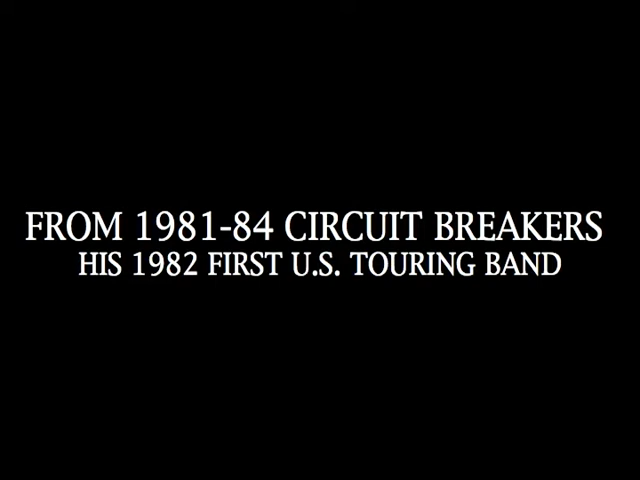 FROM 1981-84 CIRCUIT BREAKERS
HIS 1982 FIRST U.S. TOURING BAND